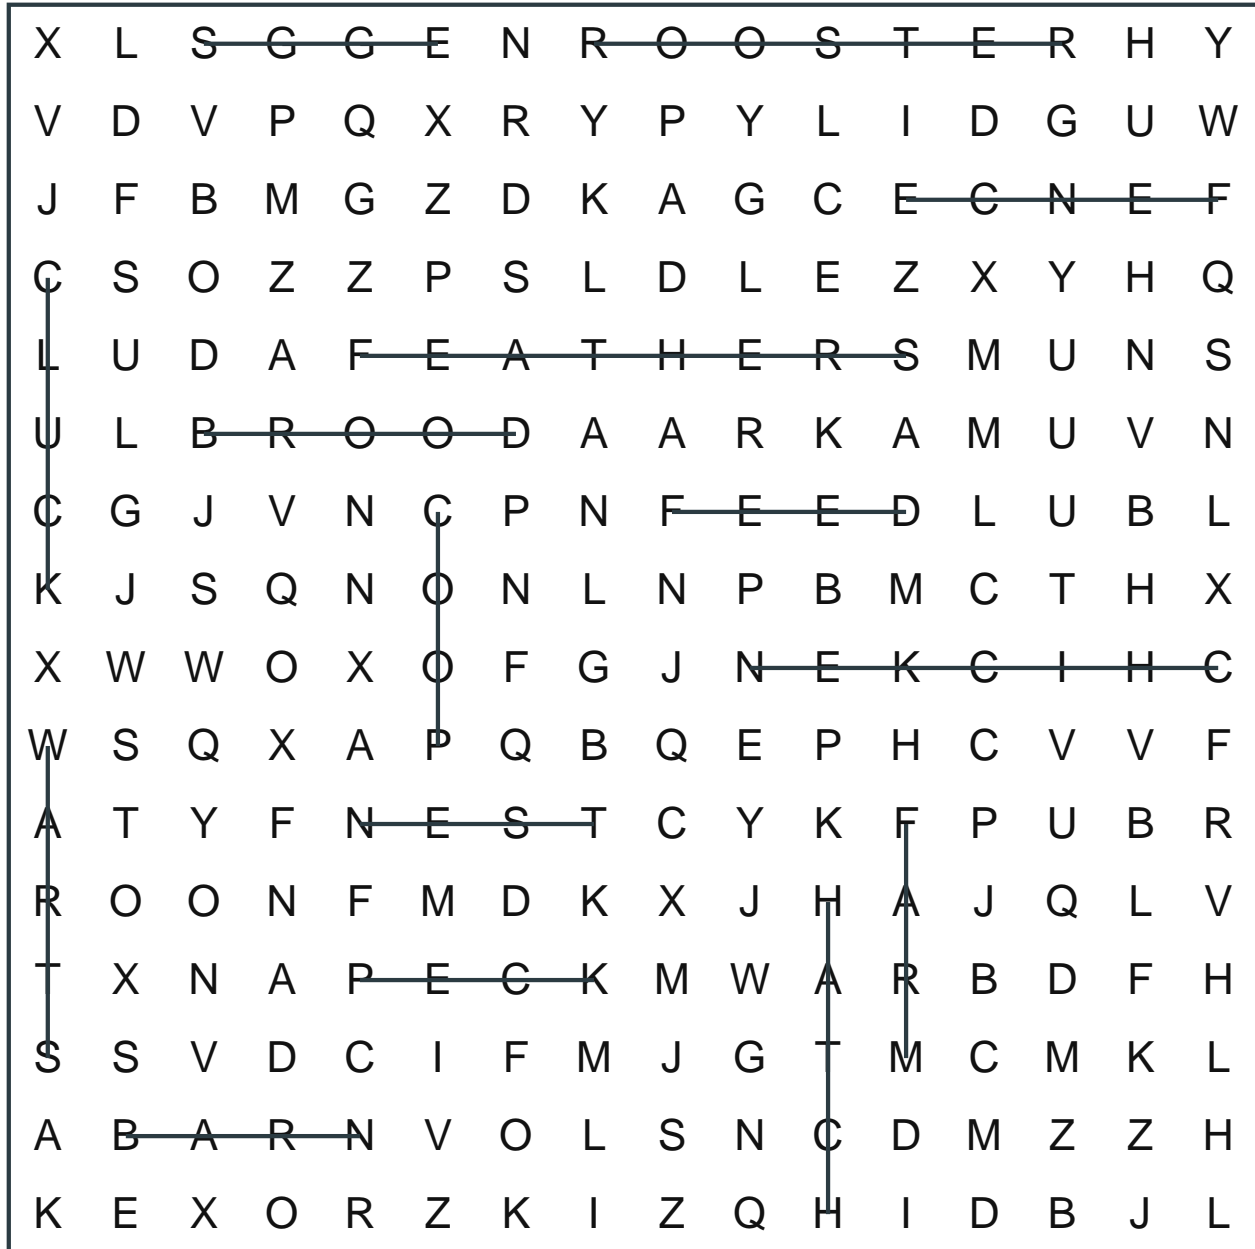 X L S G G E N R O O S T E R H Y
V D V P Q X R Y P Y L I D G U W
J F B M G Z D K A G C E C N E F
C S O Z Z P S L D L E Z X Y H Q
L U D A F E A T H E R S M U N S
U L B R O O D A A R K A M U V N
C G J V N C P N F E E D L U B L
K J S Q N O N L N P B M C T H X
X W W O X O F G J N E K C I H C
W S Q X A P Q B Q E P H C V V F
A T Y F N E S T C Y K F P U B R
R O O N F M D K X J H A J Q L V
T X N A P E C K M W A R B D F H
S S V D C I F M J G T M C M K L
A B A R N V O L S N C D M Z Z H
K E X O R Z K I Z Q H I D B J L